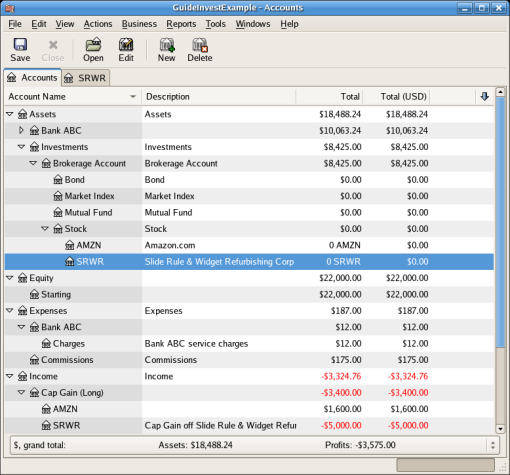 GuideInvestExample - Accounts
File Edit View Actions Business Reports Tools Windows Help
Save Close Open Edit New Delete
Accounts SRWR
Account Name Description Total Total (USD)
Assets Assets $18,488.24 $18,488.24
Bank ABC $10,063.24 $10,063.24
Investments Investments $8,425.00 $8,425.00
Brokerage Account Brokerage Account $8,425.00 $8,425.00
Bond Bond $0.00 $0.00
Market Index Market Index $0.00 $0.00
Mutual Fund Mutual Fund $0.00 $0.00
Stock Stock $0.00 $0.00
AMZN Amazon.com 0 AMZN $0.00
SRWR Slide Rule & Widget Refurbishing Corp 0 SRWR $0.00
Equity $22,000.00 $22,000.00
Starting $22,000.00 $22,000.00
Expenses Expenses $187.00 $187.00
Bank ABC $12.00 $12.00
Charges Bank ABC service charges $12.00 $12.00
Commissions Commissions $175.00 $175.00
Income Income -$3,324.76 -$3,324.76
Cap Gain (Long) -$3,400.00 -$3,400.00
AMZN $1,600.00 $1,600.00
SRWR Cap Gain off Slide Rule & Widget Refur -$5,000.00 -$5,000.00
$, grand total: Assets: $18,488.24 Profits: -$3,575.00